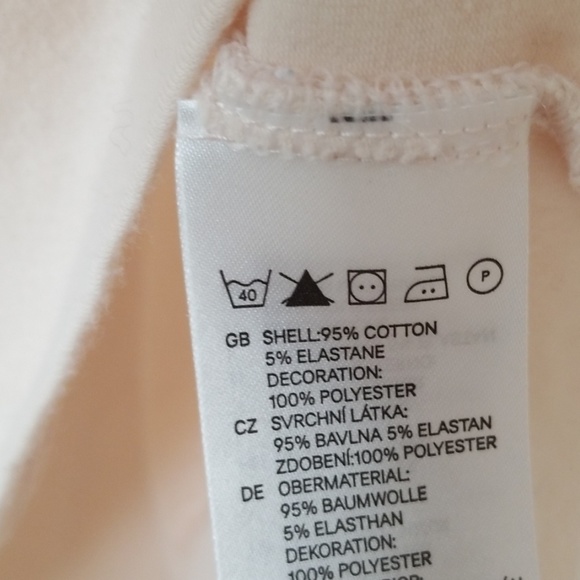 40 P
GB SHELL:95% COTTON
5% ELASTANE
DECORATION:
100% POLYESTER
CZ SVRCHNÍ LÁTKA:
95% BAVLNA 5% ELASTAN
ZDOBENÍ:100% POLYESTER
DE OBERMATERIAL:
95% BAUMWOLLE
5% ELASTHAN
DEKORATION:
100% POLYESTER